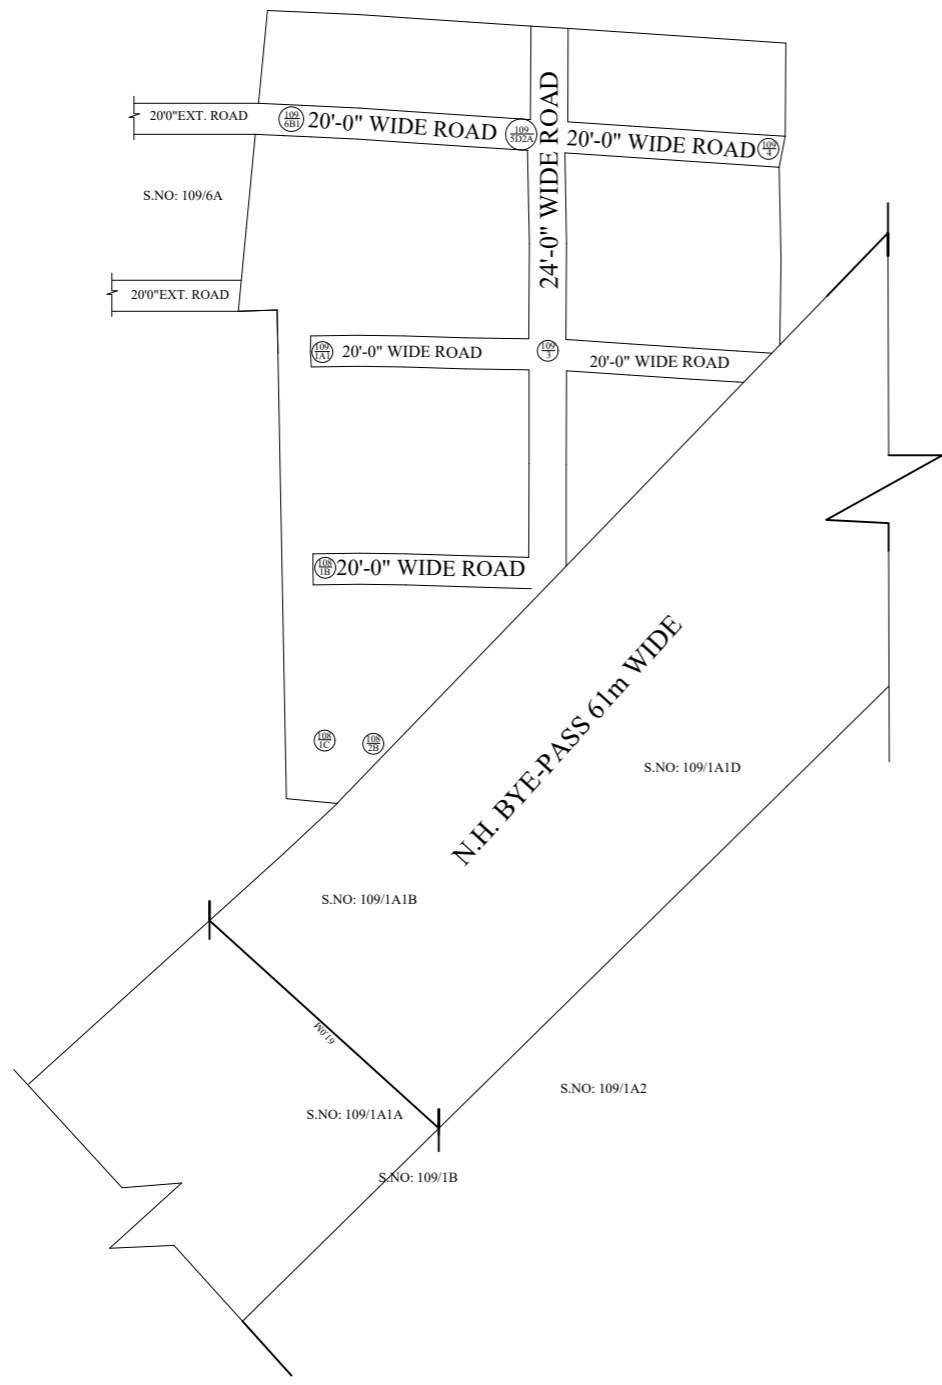 20'0"EXT. ROAD
109
6B1
20'-0" WIDE ROAD
109
5D2A
24'-0" WIDE ROAD
20'-0" WIDE ROAD
109
4
S.NO: 109/6A
20'0"EXT. ROAD
109
1A1
20'-0" WIDE ROAD
109
3
20'-0" WIDE ROAD
108
1B
20'-0" WIDE ROAD
108
1C
108
2B
N.H. BYE-PASS 61m WIDE
S.NO: 109/1A1D
S.NO: 109/1A1B
61.0M
S.NO: 109/1A1A
S.NO: 109/1A2
S.NO: 109/1B